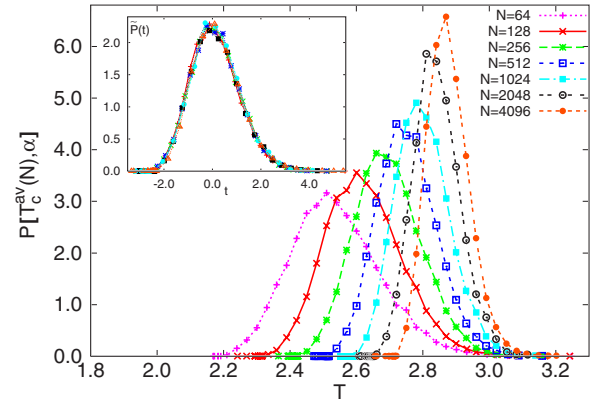 P[T_c^av(N),α]
6.0
5.0
4.0
3.0
2.0
1.0
0.0
1.8 2.0 2.2 2.4 2.6 2.8 3.0 3.2
T
N=64
N=128
N=256
N=512
N=1024
N=2048
N=4096
P̃(t)
2.0
1.5
1.0
0.5
0.0
-2.0 0.0 2.0 4.0
t